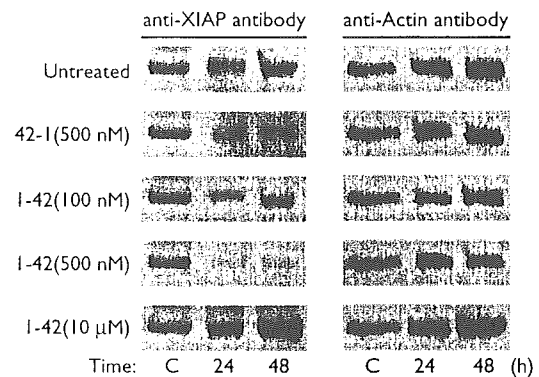 anti-XIAP antibody anti-Actin antibody
Untreated
42-1(500 nM)
1-42(100 nM)
1-42(500 nM)
1-42(10 μM)
Time: C 24 48 C 24 48 (h)